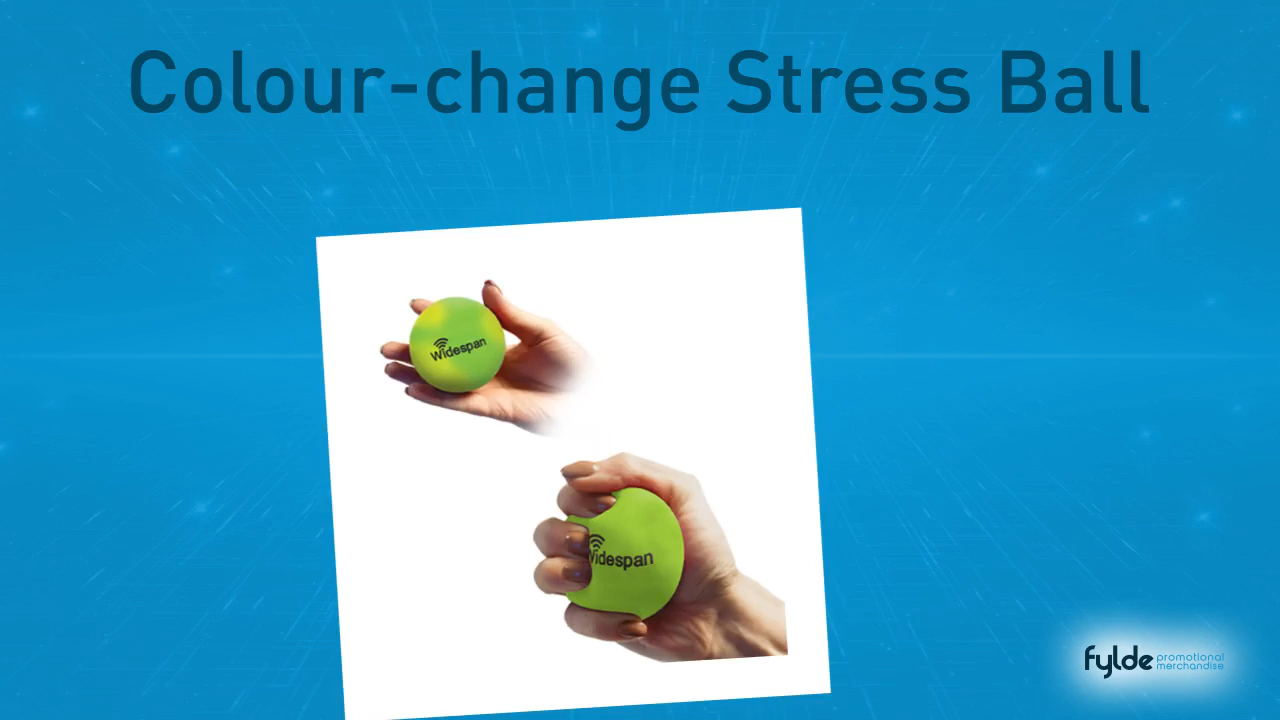 Colour-change Stress Ball
Widespan
Widespan
fylde promotional
merchandise